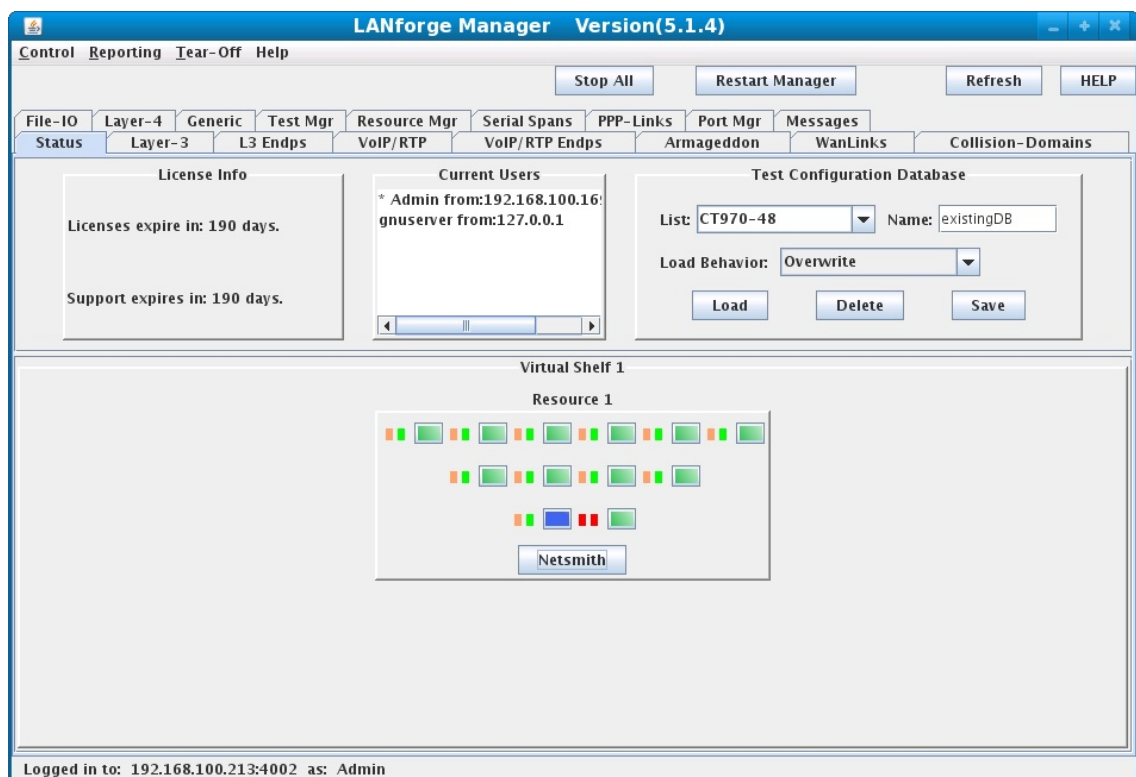 LANforge Manager Version(5.1.4)
Control Reporting Tear-Off Help
Stop All Restart Manager Refresh HELP
File-IO Layer-4 Generic Test Mgr Resource Mgr Serial Spans PPP-Links Port Mgr Messages
Status Layer-3 L3 Endps VoIP/RTP VoIP/RTP Endps Armageddon WanLinks Collision-Domains
License Info
Licenses expire in: 190 days.
Support expires in: 190 days.
Current Users
* Admin from:192.168.100.169
gnuserver from:127.0.0.1
Test Configuration Database
List: CT970-48 Name: existingDB
Load Behavior: Overwrite
Load Delete Save
Virtual Shelf 1
Resource 1
Netsmith
Logged in to: 192.168.100.213:4002 as: Admin